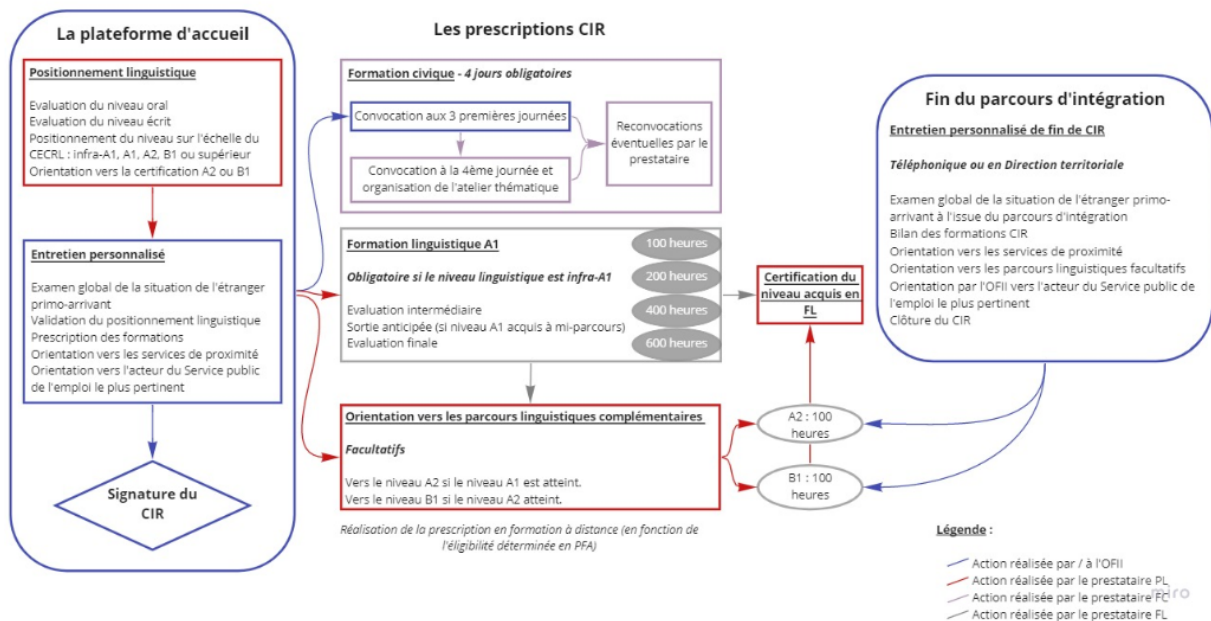 La plateforme d'accueil
Positionnement linguistique
Evaluation du niveau oral
Evaluation du niveau écrit
Positionnement du niveau sur l'échelle du
CECRL : infra-A1, A1, A2, B1 ou supérieur
Orientation vers la certification A2 ou B1
Entretien personnalisé
Examen global de la situation de l'étranger
primo-arrivant
Validation du positionnement linguistique
Prescription des formations
Orientation vers les services de proximité
Orientation vers l'acteur du Service public
de l'emploi le plus pertinent
Signature du
CIR
Les prescriptions CIR
Formation civique - 4 jours obligatoires
Convocation aux 3 premières journées
Convocation à la 4ème journée et
organisation de l'atelier thématique
Reconvocations
éventuelles par le
prestataire
Formation linguistique A1
Obligatoire si le niveau linguistique est infra-A1
Evaluation intermédiaire
Sortie anticipée (si niveau A1 acquis à mi-parcours)
Evaluation finale
100 heures
200 heures
400 heures
600 heures
Orientation vers les parcours linguistiques complémentaires
Facultatifs
Vers le niveau A2 si le niveau A1 est atteint.
Vers le niveau B1 si le niveau A2 atteint.
Réalisation de la prescription en formation à distance (en fonction de
l'éligibilité déterminée en PFA)
Certification du
niveau acquis en
FL
A2 : 100
heures
B1 : 100
heures
Fin du parcours d'intégration
Entretien personnalisé de fin de CIR
Téléphonique ou en Direction territoriale
Examen global de la situation de l'étranger primo-
arrivant à l'issue du parcours d'intégration
Bilan des formations CIR
Orientation vers les services de proximité
Orientation vers les parcours linguistiques facultatifs
Orientation par l'OFII vers l'acteur du Service public de
l'emploi le plus pertinent
Clôture du CIR
Légende :
Action réalisée par / à l'OFII
Action réalisée par le prestataire PL
Action réalisée par le prestataire FC
Action réalisée par le prestataire FL
miro